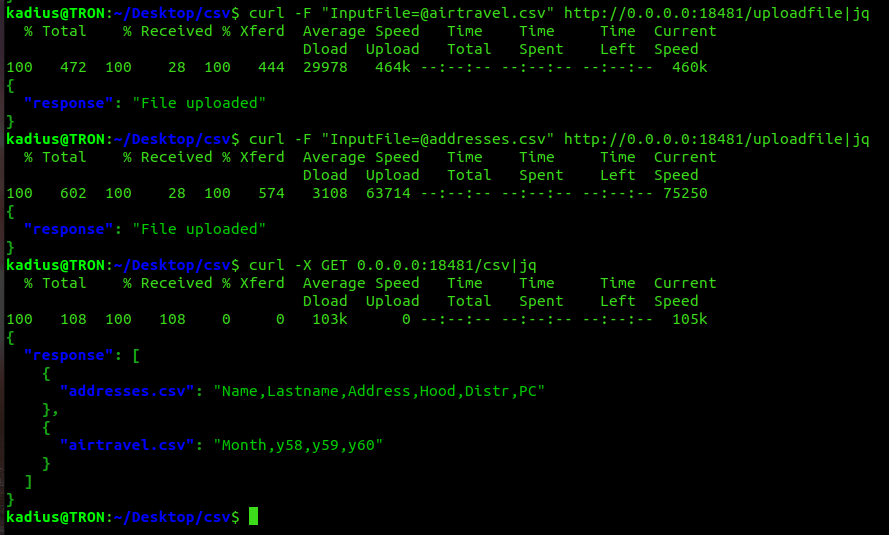 kadius@TRON:~/Desktop/csv$ curl -F "InputFile=@airtravel.csv" http://0.0.0.0:18481/uploadfile|jq
  % Total    % Received % Xferd  Average Speed   Time    Time     Time  Current
                                 Dload  Upload   Total   Spent    Left  Speed
100   472  100    28  100   444  29978   464k --:--:-- --:--:-- --:--:--  460k
{
  "response": "File uploaded"
}
kadius@TRON:~/Desktop/csv$ curl -F "InputFile=@addresses.csv" http://0.0.0.0:18481/uploadfile|jq
  % Total    % Received % Xferd  Average Speed   Time    Time     Time  Current
                                 Dload  Upload   Total   Spent    Left  Speed
100   602  100    28  100   574   3108  63714 --:--:-- --:--:-- --:--:-- 75250
{
  "response": "File uploaded"
}
kadius@TRON:~/Desktop/csv$ curl -X GET 0.0.0.0:18481/csv|jq
  % Total    % Received % Xferd  Average Speed   Time    Time     Time  Current
                                 Dload  Upload   Total   Spent    Left  Speed
100   108  100   108    0     0   103k      0 --:--:-- --:--:-- --:--:--  105k
{
  "response": [
    {
      "addresses.csv": "Name,Lastname,Address,Hood,Distr,PC"
    },
    {
      "airtravel.csv": "Month,y58,y59,y60"
    }
  ]
}
kadius@TRON:~/Desktop/csv$